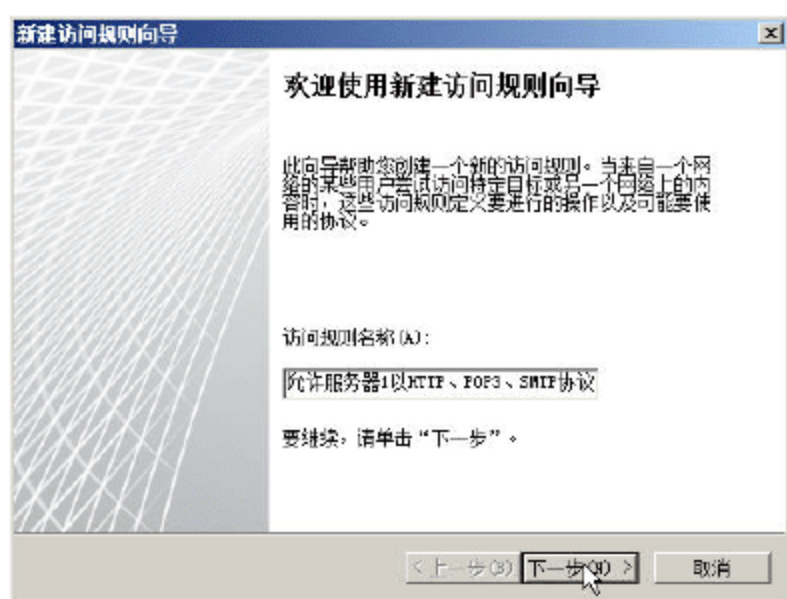 新建访问规则向导
欢迎使用新建访问规则向导
此向导帮助您创建一个新的访问规则。当来自一个网
络的某些用户尝试访问特定目标或另一个网络上的内
容时，这些访问规则定义要进行的操作以及可能要使
用的协议。
访问规则名称(A)：
允许服务器1以HTTP、POP3、SMTP协议
要继续，请单击“下一步”。
<上一步(B) 下一步(N) > 取消